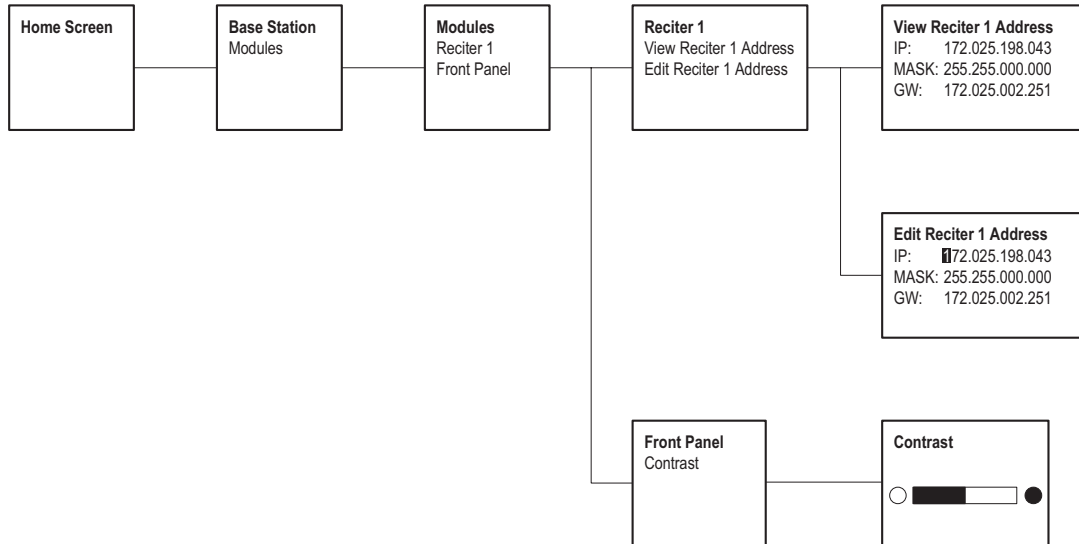 Home Screen
Base Station
Modules
Modules
Reciter 1
Front Panel
Reciter 1
View Reciter 1 Address
Edit Reciter 1 Address
View Reciter 1 Address
IP: 172.025.198.043
MASK: 255.255.000.000
GW: 172.025.002.251
Edit Reciter 1 Address
IP: 172.025.198.043
MASK: 255.255.000.000
GW: 172.025.002.251
Front Panel
Contrast
Contrast